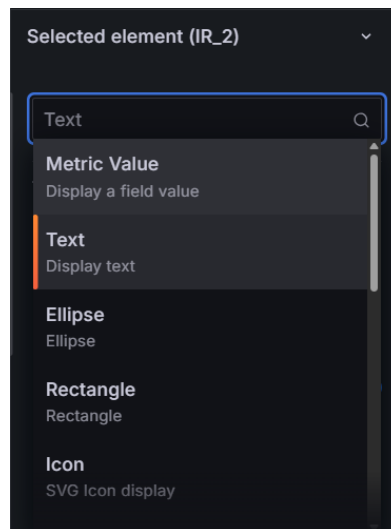 Selected element (IR_2)
Text
Metric Value
Display a field value
Text
Display text
Ellipse
Ellipse
Rectangle
Rectangle
Icon
SVG Icon display